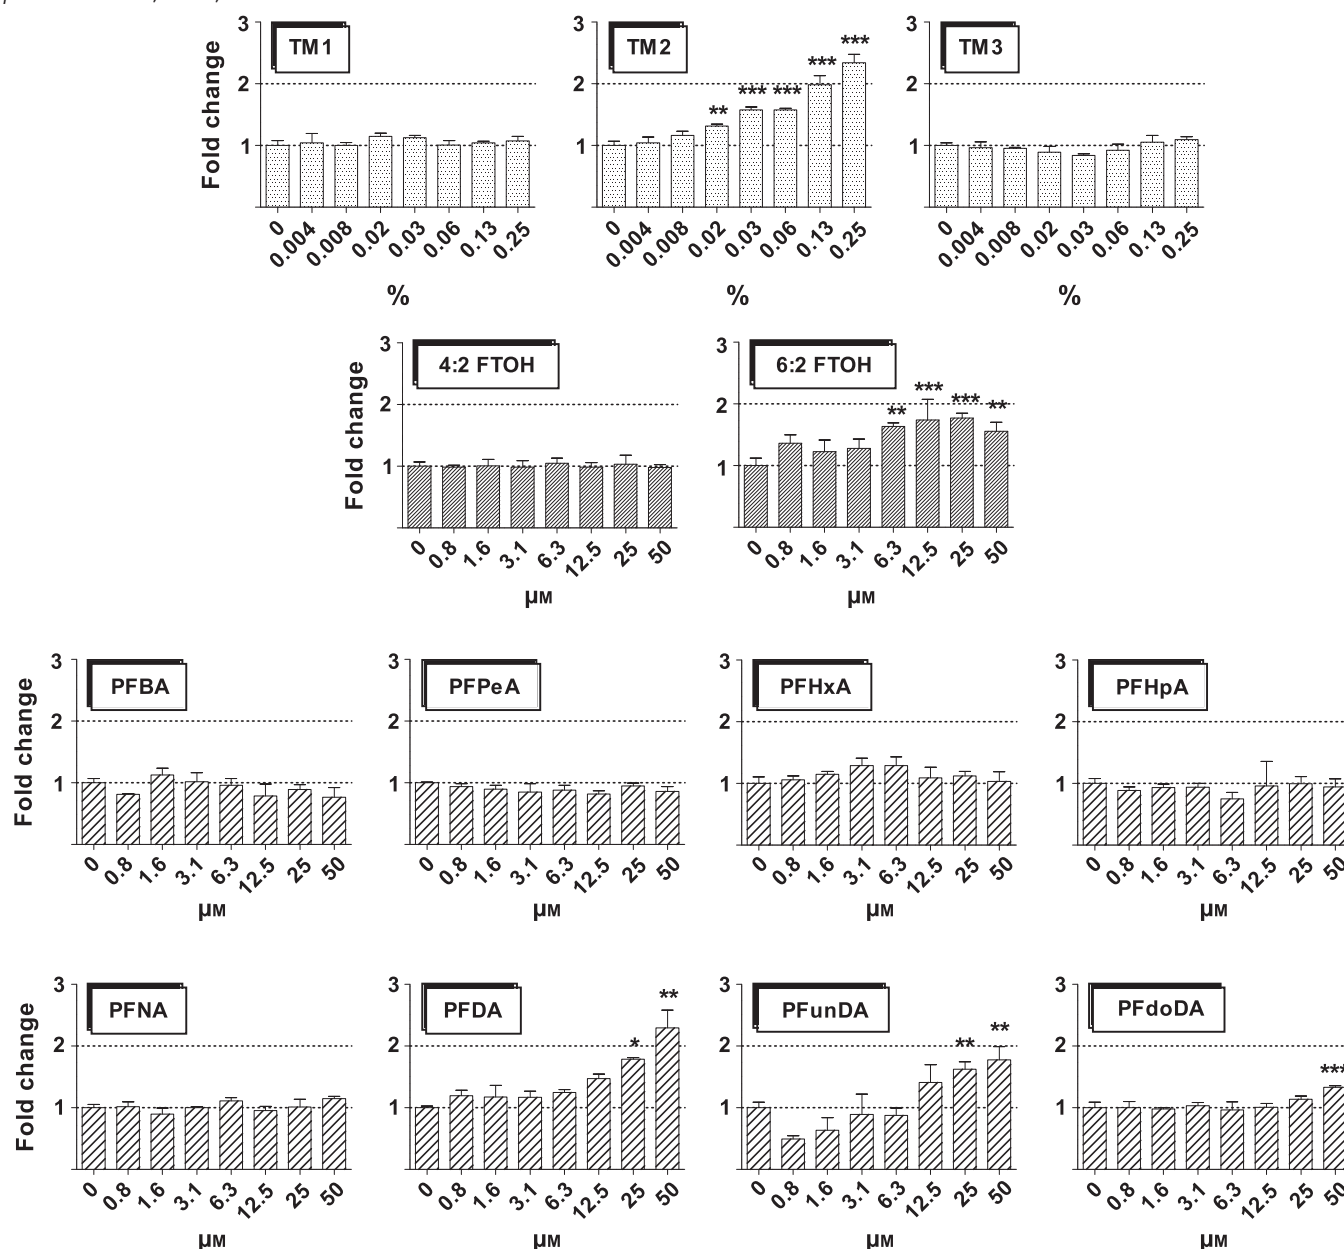 TM1 TM2 TM3
Fold change
3 3 3
*** 
***
*** ***
**
2 2 2
1 1 1
0 0.004 0.008 0.02 0.03 0.06 0.13 0.25 0 0.004 0.008 0.02 0.03 0.06 0.13 0.25 0 0.004 0.008 0.02 0.03 0.06 0.13 0.25
% % %
4:2 FTOH 6:2 FTOH
Fold change
3 3
*** 
** *** **
2 2
1 1
0 0.8 1.6 3.1 6.3 12.5 25 50 0 0.8 1.6 3.1 6.3 12.5 25 50
µM µM
PFBA PFPeA PFHxA PFHpA
Fold change
3 3 3 3
2 2 2 2
1 1 1 1
0 0.8 1.6 3.1 6.3 12.5 25 50 0 0.8 1.6 3.1 6.3 12.5 25 50 0 0.8 1.6 3.1 6.3 12.5 25 50 0 0.8 1.6 3.1 6.3 12.5 25 50
µM µM µM µM
PFNA PFDA PFunDA PFdoDA
Fold change
3 3 3 3
**
* ** ** ***
2 2 2 2
1 1 1 1
0 0.8 1.6 3.1 6.3 12.5 25 50 0 0.8 1.6 3.1 6.3 12.5 25 50 0 0.8 1.6 3.1 6.3 12.5 25 50 0 0.8 1.6 3.1 6.3 12.5 25 50
µM µM µM µM